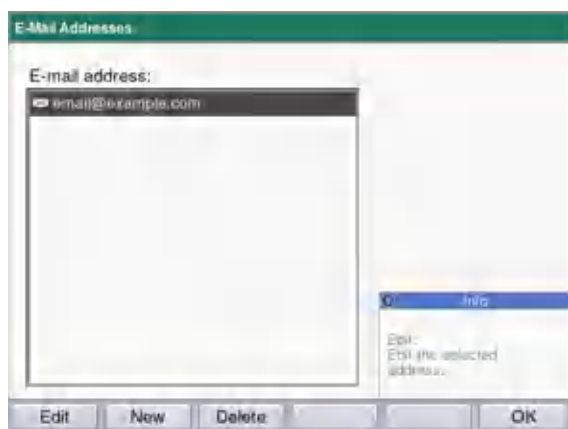 E-Mail Addresses
E-mail address:
email@example.com
Info
Edit:
Edit the selected
address.
Edit
New
Delete
OK